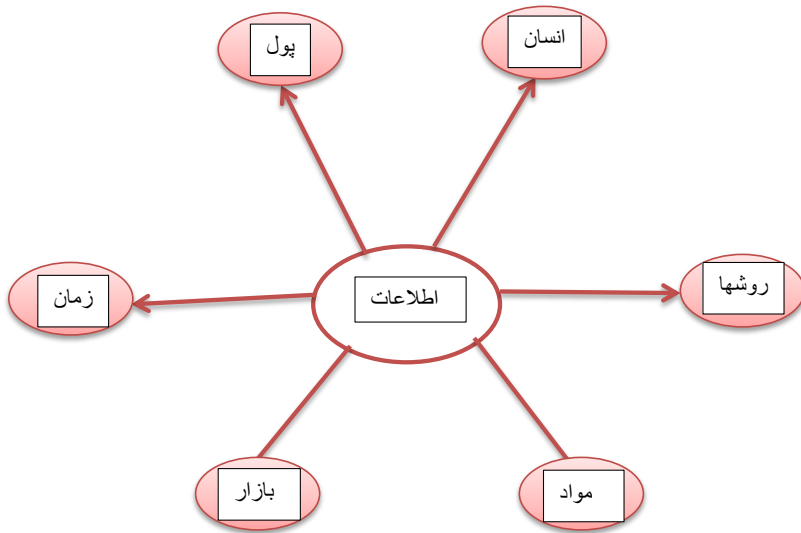 انسان
پول
روشها
اطلاعات
زمان
مواد
بازار